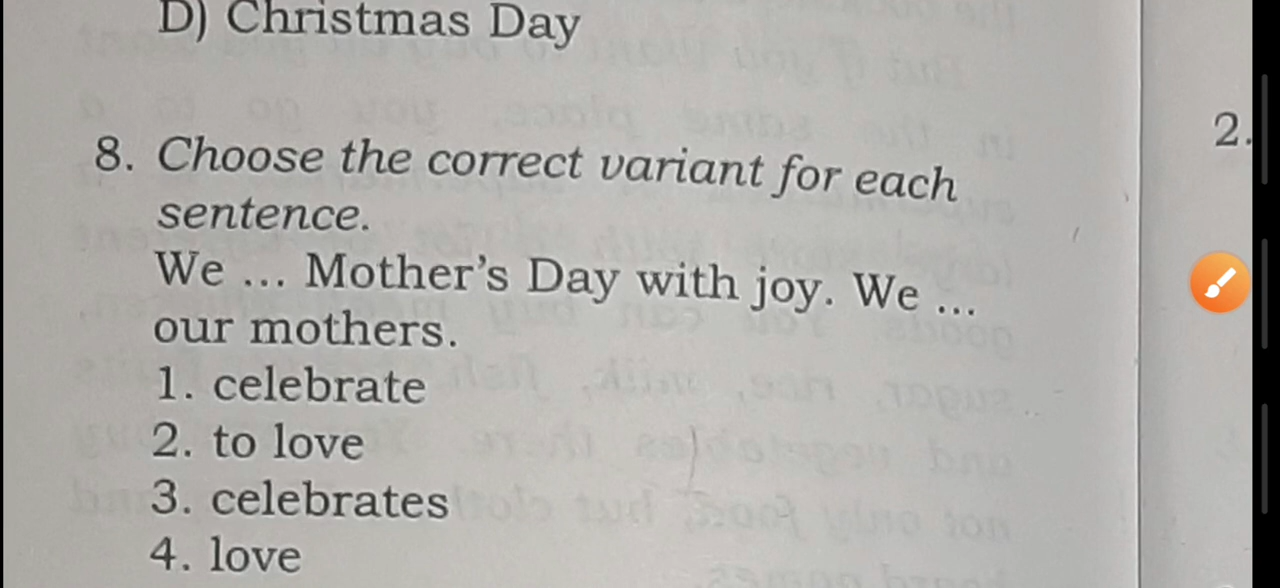 D) Christmas Day
8. Choose the correct variant for each
sentence.
We ... Mother's Day with joy. We ...
our mothers.
1. celebrate
2. to love
3. celebrates
4. love
2.